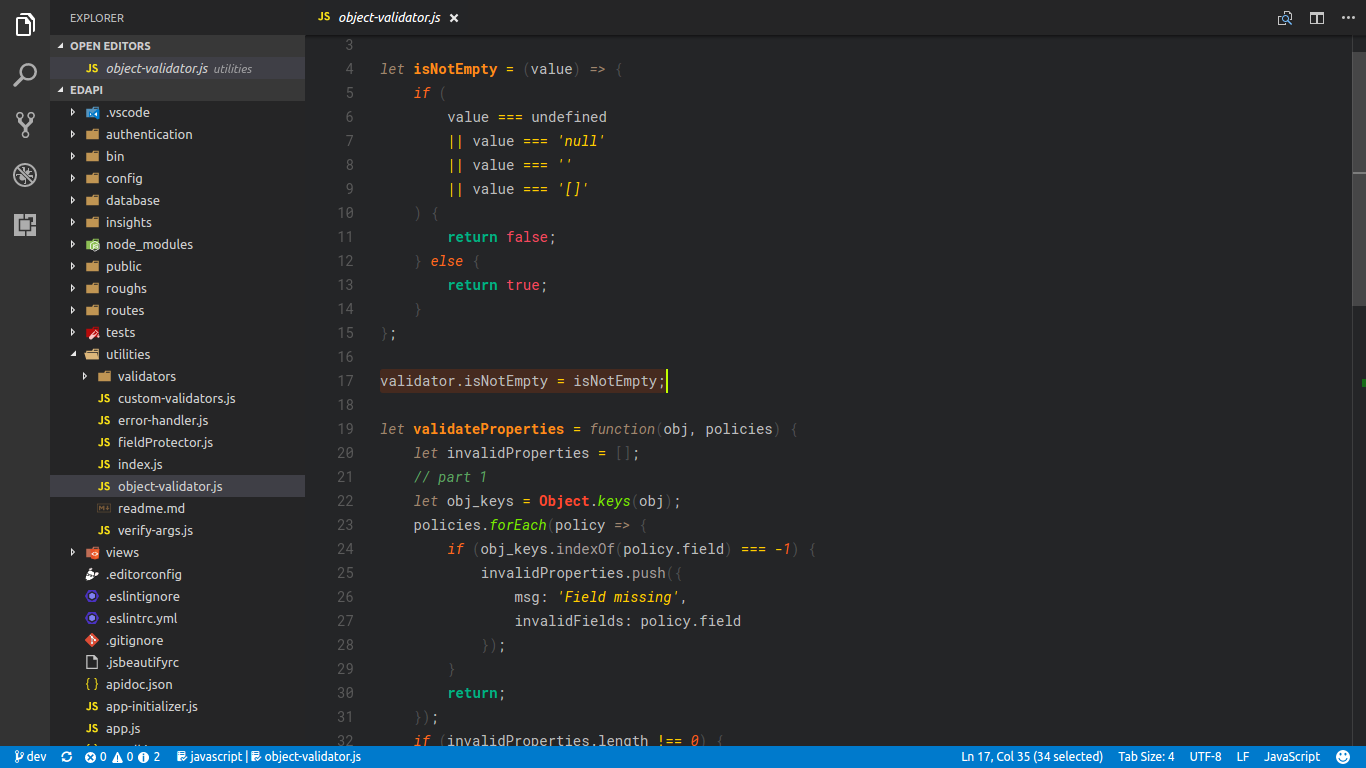 EXPLORER
OPEN EDITORS
JS object-validator.js utilities
EDAPI
.vscode
authentication
bin
config
database
insights
node_modules
public
roughs
routes
tests
utilities
validators
JS custom-validators.js
JS error-handler.js
JS fieldProtector.js
JS index.js
JS object-validator.js
readme.md
JS verify-args.js
views
.editorconfig
.eslintignore
.eslintrc.yml
.gitignore
.jsbeautifyrc
{ } apidoc.json
JS app-initializer.js
JS app.js
JS object-validator.js ×
3
4 let isNotEmpty = (value) => {
5 if (
6 value === undefined
7 || value === 'null'
8 || value === ''
9 || value === '[]'
10 ) {
11 return false;
12 } else {
13 return true;
14 }
15 };
16
17 validator.isNotEmpty = isNotEmpty;
18
19 let validateProperties = function(obj, policies) {
20 let invalidProperties = [];
21 // part 1
22 let obj_keys = Object.keys(obj);
23 policies.forEach(policy => {
24 if (obj_keys.indexOf(policy.field) === -1) {
25 invalidProperties.push({
26 msg: 'Field missing',
27 invalidFields: policy.field
28 });
29 }
30 return;
31 });
32 if (invalidProperties.length !== 0) {
dev 0 0 2 javascript | object-validator.js Ln 17, Col 35 (34 selected) Tab Size: 4 UTF-8 LF JavaScript